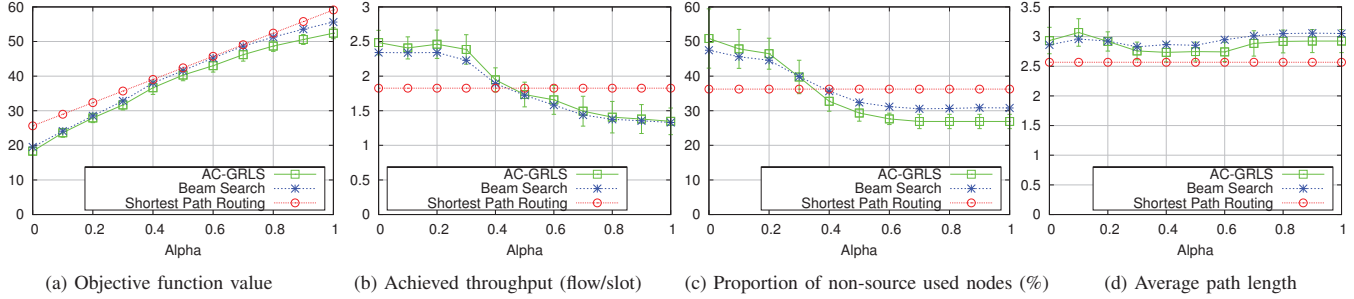 60
50
40
30
20
10
0
0 0.2 0.4 0.6 0.8 1
Alpha
AC-GRLS
Beam Search
Shortest Path Routing
(a) Objective function value
3
2.5
2
1.5
1
0.5
0
0 0.2 0.4 0.6 0.8 1
Alpha
AC-GRLS
Beam Search
Shortest Path Routing
(b) Achieved throughput (flow/slot)
60
50
40
30
20
10
0
0 0.2 0.4 0.6 0.8 1
Alpha
AC-GRLS
Beam Search
Shortest Path Routing
(c) Proportion of non-source used nodes (%)
3.5
3
2.5
2
1.5
1
0.5
0
0 0.2 0.4 0.6 0.8 1
Alpha
AC-GRLS
Beam Search
Shortest Path Routing
(d) Average path length